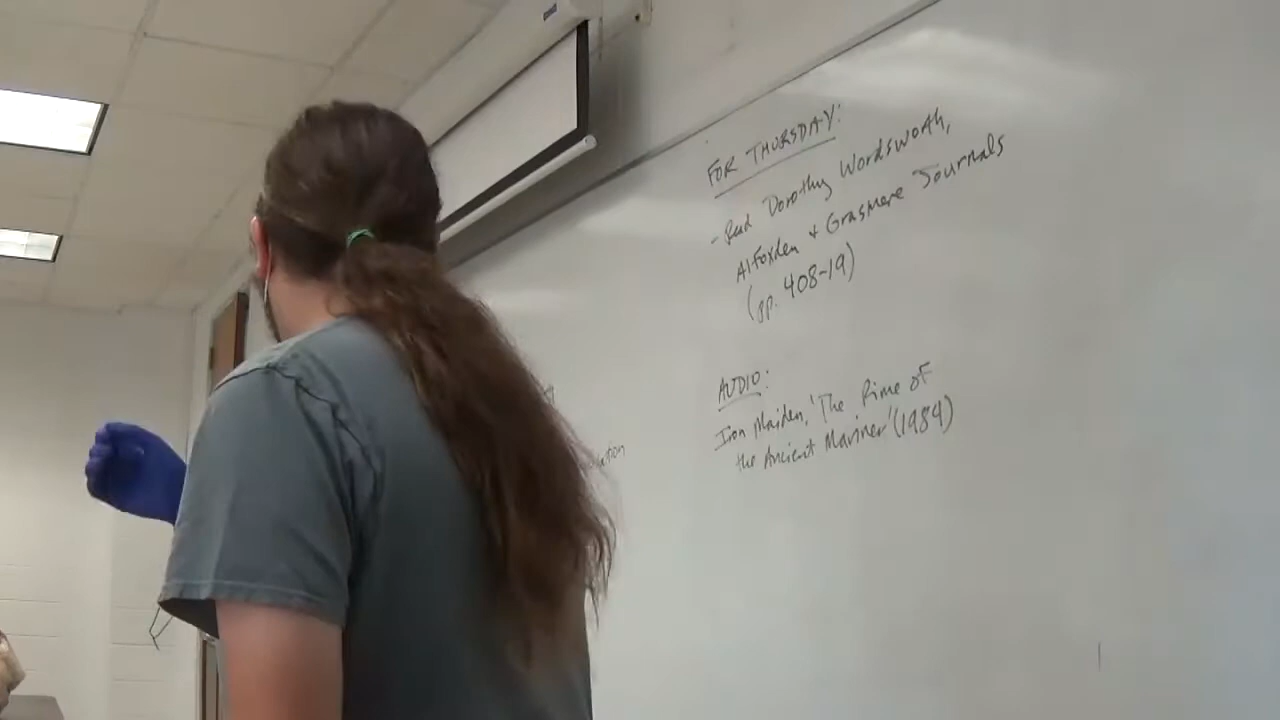 FOR THURSDAY:
- Read Dorothy Wordsworth,
Alfoxden + Grasmere Journals
(pp. 408-19)
AUDIO:
Iron Maiden, 'The Rime of
the Ancient Mariner' (1984)